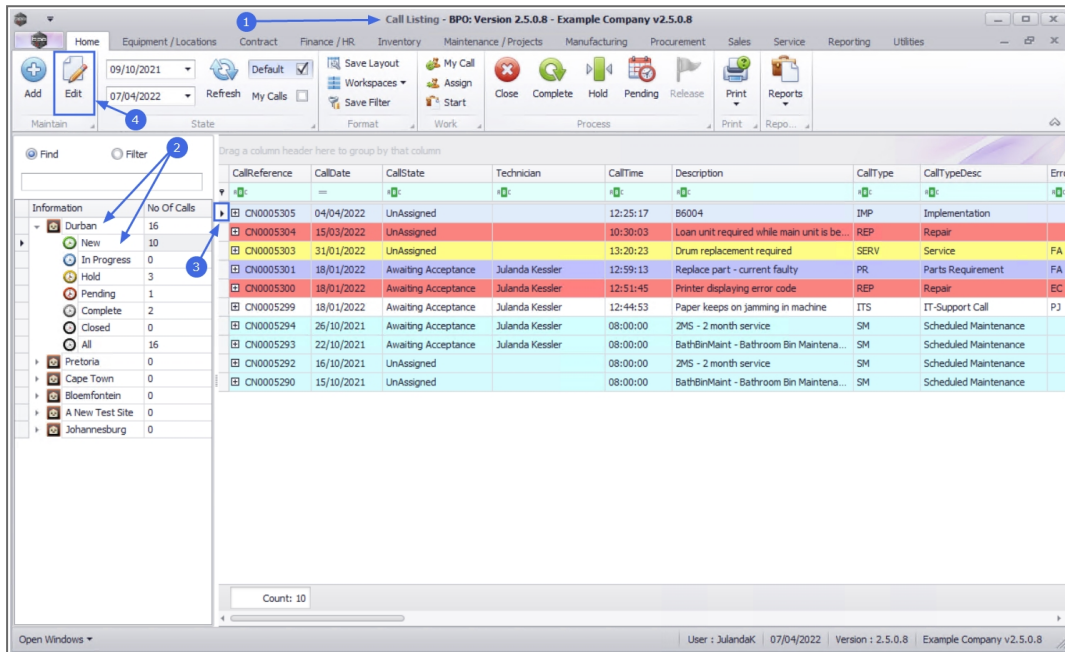 Call Listing - BPO: Version 2.5.0.8 - Example Company v2.5.0.8
1
Home Equipment / Locations Contract Finance / HR Inventory Maintenance / Projects Manufacturing Procurement Sales Service Reporting Utilities
Add
Edit
09/10/2021
07/04/2022
Refresh
Default
My Calls
Save Layout
Workspaces
Save Filter
My Call
Assign
Start
Close
Complete
Hold
Pending
Release
Print
Reports
4
Maintain State Format Work Process Print Repo...
Find Filter
2
Drag a column header here to group by that column
CallReference CallDate CallState Technician CallTime Description CallType CallTypeDesc Erro
=
Information No Of Calls
Durban 16
New 10
In Progress 0
Hold 3
Pending 1
Complete 2
Closed 0
All 16
Pretoria 0
Cape Town 0
Bloemfontein 0
A New Test Site 0
Johannesburg 0
3
CN0005305 04/04/2022 UnAssigned 12:25:17 B6004 IMP Implementation
CN0005304 15/03/2022 UnAssigned 10:30:03 Loan unit required while main unit is be... REP Repair
CN0005303 31/01/2022 UnAssigned 13:20:23 Drum replacement required SERV Service FA
CN0005301 18/01/2022 Awaiting Acceptance Julanda Kessler 12:59:13 Replace part - current faulty PR Parts Requirement FA
CN0005300 18/01/2022 Awaiting Acceptance Julanda Kessler 12:51:45 Printer displaying error code REP Repair EC
CN0005299 18/01/2022 Awaiting Acceptance Julanda Kessler 12:44:53 Paper keeps on jamming in machine ITS IT-Support Call PJ
CN0005294 26/10/2021 Awaiting Acceptance Julanda Kessler 08:00:00 2MS - 2 month service SM Scheduled Maintenance
CN0005293 22/10/2021 Awaiting Acceptance Julanda Kessler 08:00:00 BathBinMaint - Bathroom Bin Maintena... SM Scheduled Maintenance
CN0005292 16/10/2021 UnAssigned 08:00:00 2MS - 2 month service SM Scheduled Maintenance
CN0005290 15/10/2021 UnAssigned 08:00:00 BathBinMaint - Bathroom Bin Maintena... SM Scheduled Maintenance
Count: 10
Open Windows User : JulandaK 07/04/2022 Version : 2.5.0.8 Example Company v2.5.0.8